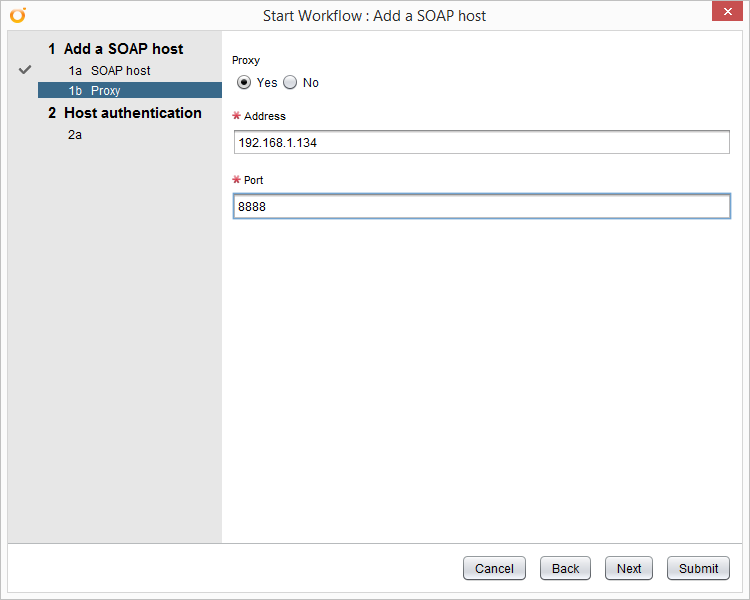 Start Workflow : Add a SOAP host
1 Add a SOAP host
1a SOAP host
1b Proxy
2 Host authentication
2a
Proxy
Yes No
* Address
192.168.1.134
* Port
8888
Cancel Back Next Submit